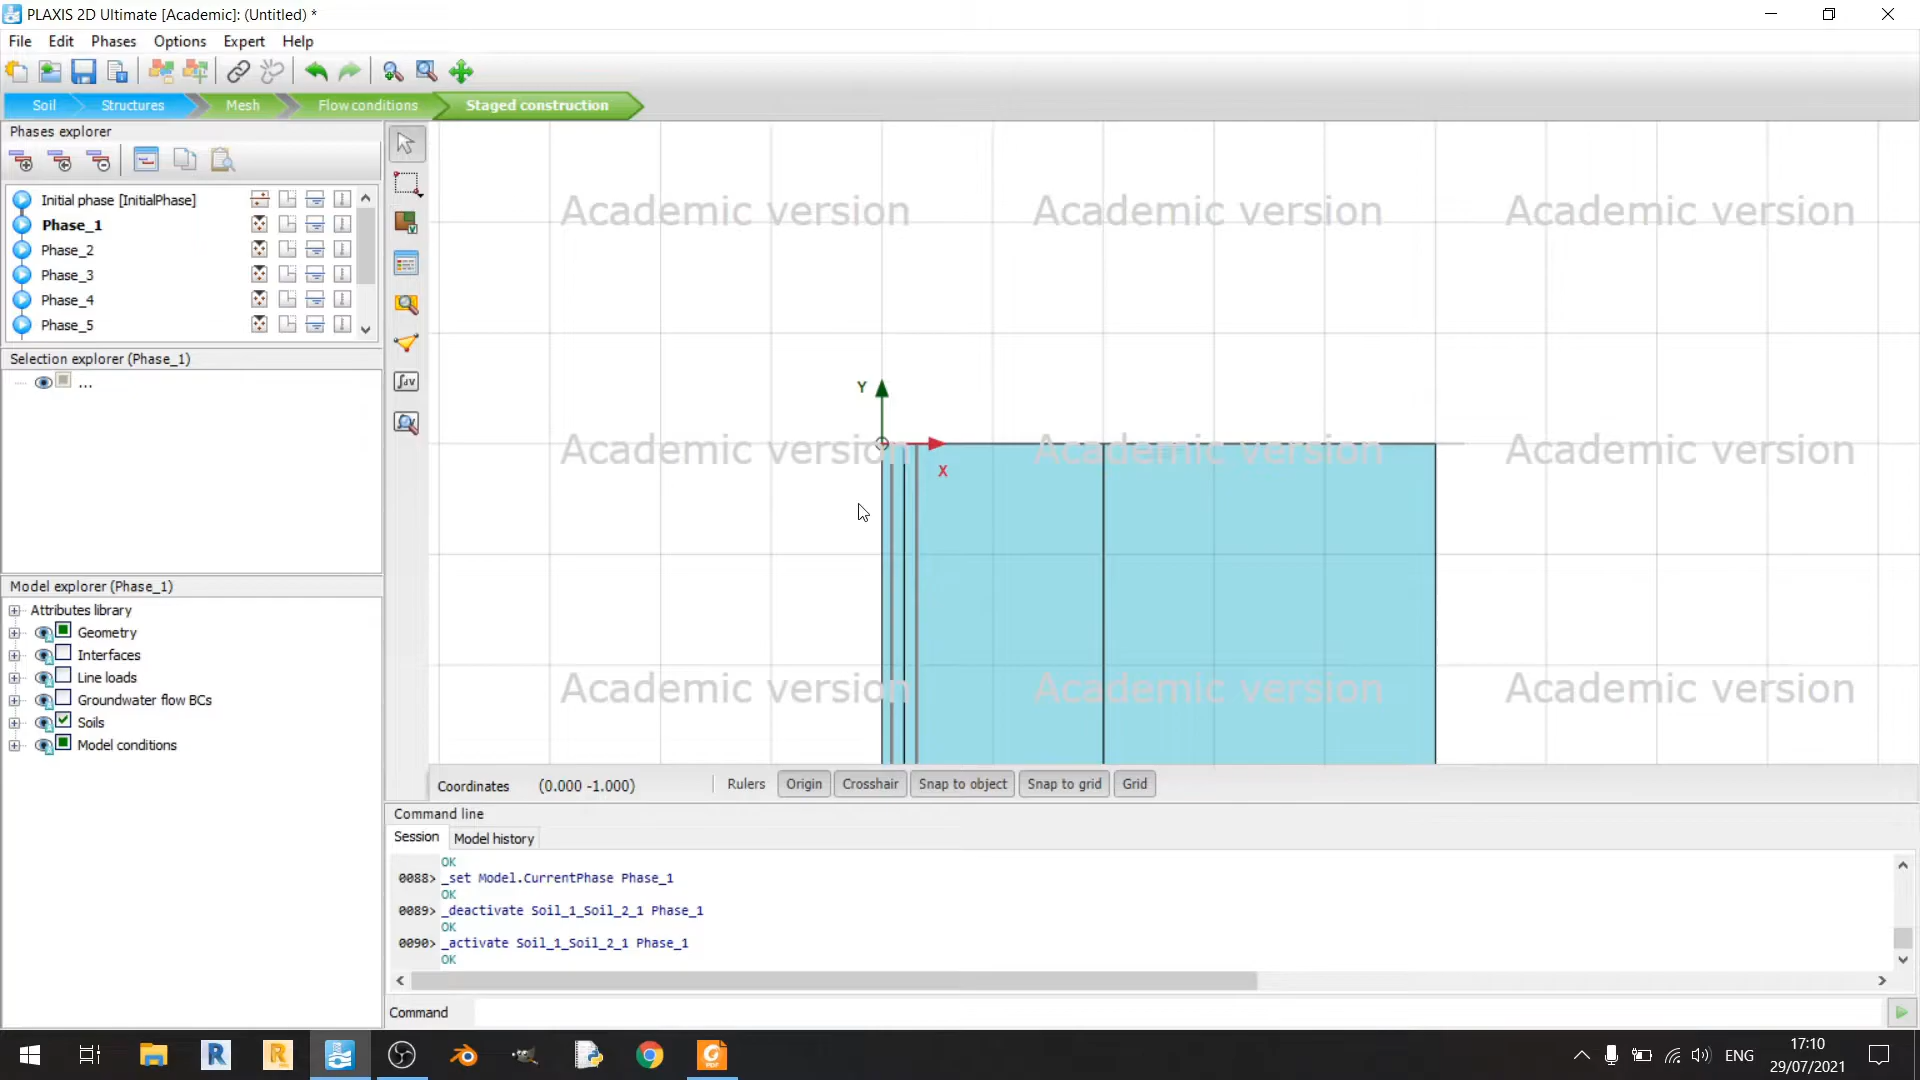 PLAXIS 2D Ultimate [Academic]: (Untitled) *
File Edit Phases Options Expert Help
Soil Structures Mesh Flow conditions Staged construction
Phases explorer
Initial phase [InitialPhase]
Phase_1
Phase_2
Phase_3
Phase_4
Phase_5
Selection explorer (Phase_1)
...
Model explorer (Phase_1)
Attributes library
Geometry
Interfaces
Line loads
Groundwater flow BCs
Soils
Model conditions
Academic version Academic version Academic version
Y
Academic version Academic version Academic version
X
Academic version Academic version Academic version
Coordinates (0.000 -1.000) Rulers Origin Crosshair Snap to object Snap to grid Grid
Command line
Session Model history
OK
0088> _set Model.CurrentPhase Phase_1
OK
0089> _deactivate Soil_1_Soil_2_1 Phase_1
OK
0090> _activate Soil_1_Soil_2_1 Phase_1
OK
Command
ENG
17:10
29/07/2021